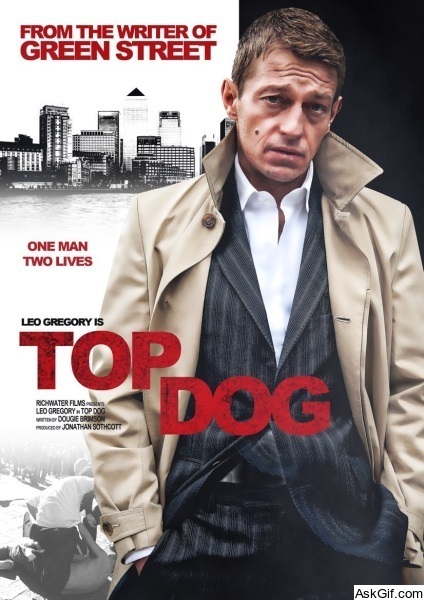 FROM THE WRITER OF
GREEN STREET
ONE MAN
TWO LIVES
LEO GREGORY IS
TOP
DOG
RICHWATER FILMS PRESENTS
LEO GREGORY IN TOP DOG
WRITTEN BY DOUGIE BRIMSON
PRODUCED BY JONATHAN SOTHCOTT
AskGif.com